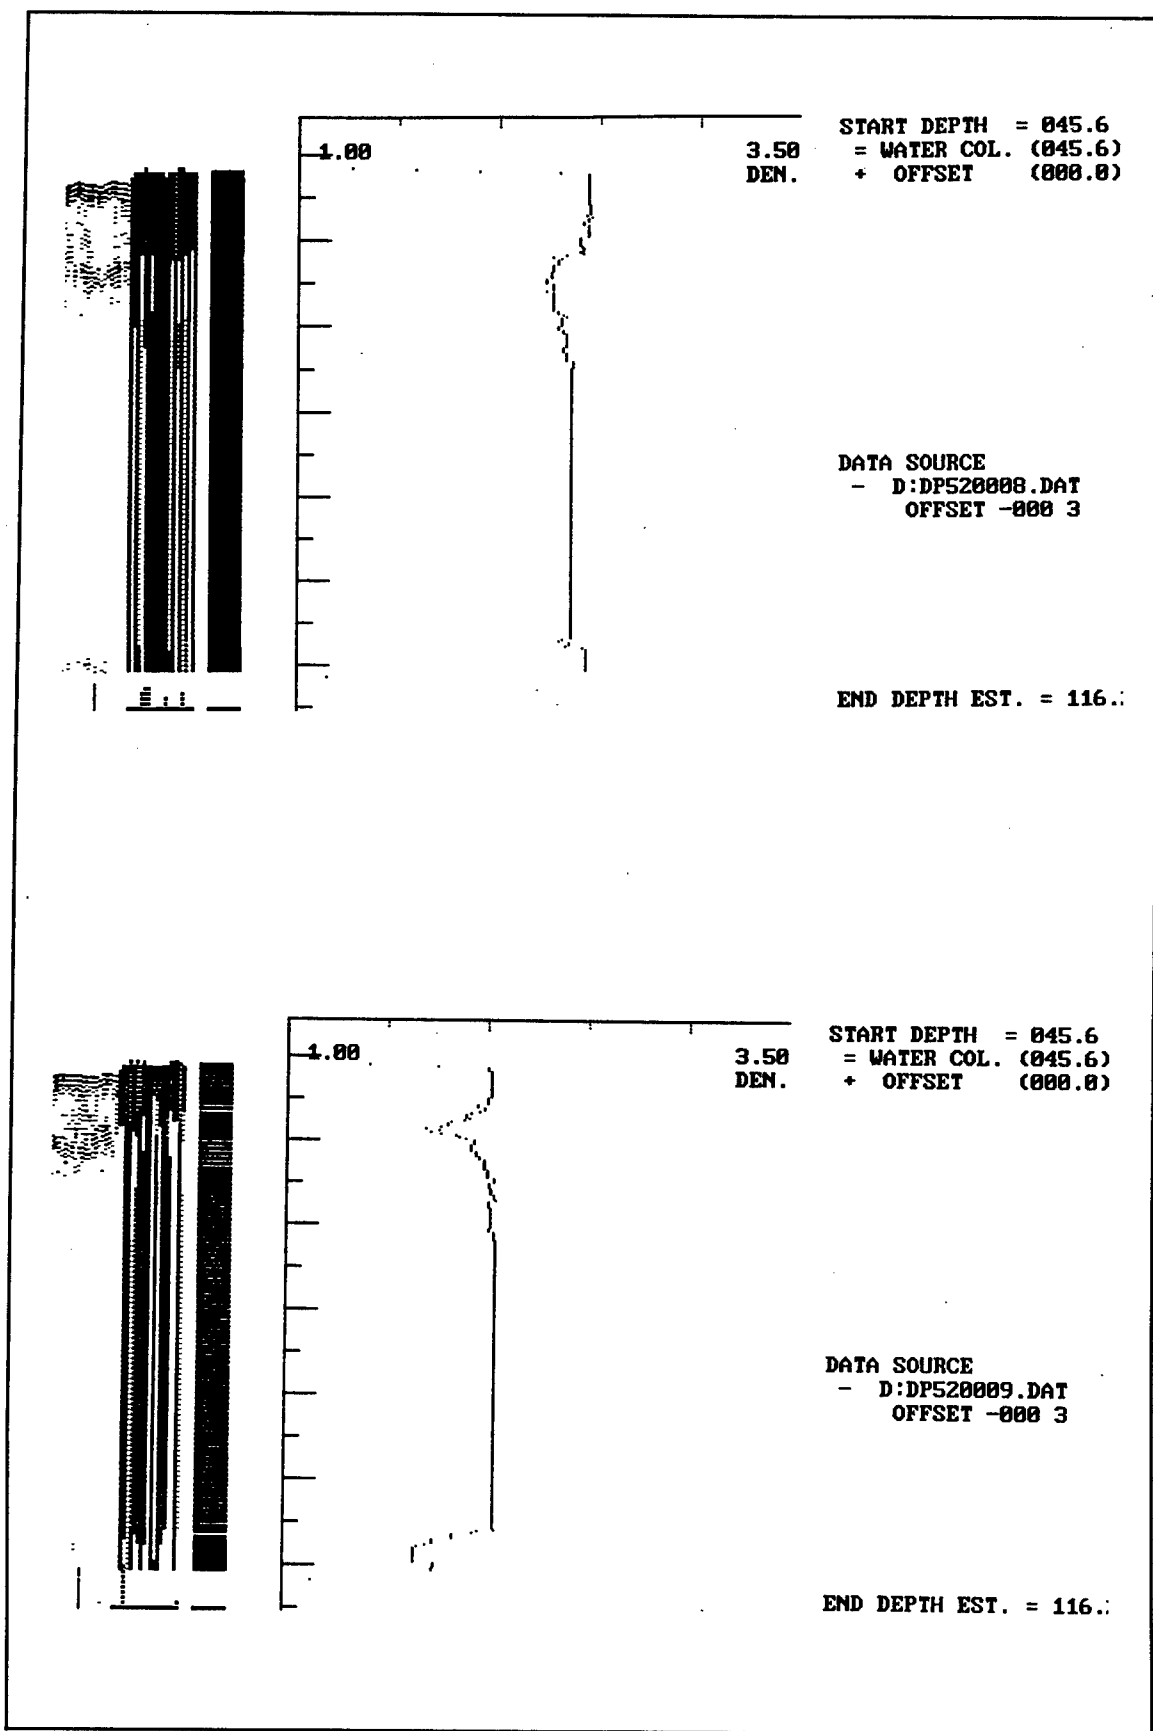 START DEPTH = 045.6
1.00 3.50 = WATER COL. (045.6)
DEN. + OFFSET (000.0)
DATA SOURCE
- D:DP520008.DAT
OFFSET -000 3
END DEPTH EST. = 116.
START DEPTH = 045.6
1.00 3.50 = WATER COL. (045.6)
DEN. + OFFSET (000.0)
DATA SOURCE
- D:DP520009.DAT
OFFSET -000 3
END DEPTH EST. = 116.